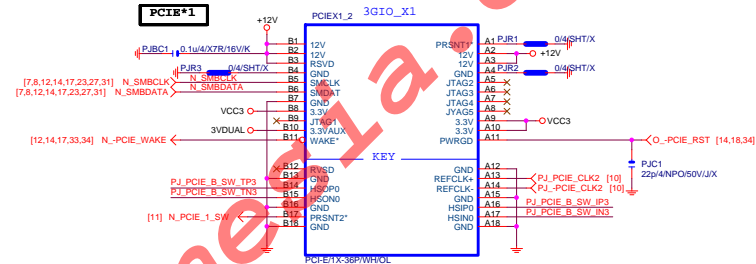 PCIE*1
PCIEX1_2
3GIO_X1
+12V
PJBC1
0.1u/4/X7R/16V/K
PJR3
0/4/SHT/X
[7,8,12,14,17,23,27,31] N_SMBCLK
N_SMBCLK
[7,8,12,14,17,23,27,31] N_SMBDATA
N_SMBDATA
VCC3
3VDUAL
[12,14,17,33,34] N_-PCIE_WAKE
PJ_PCIE_B_SW_TP3
PJ_PCIE_B_SW_TN3
[11] N_PCIE_1_SW
B1 12V
B2 12V
B3 RSVD
B4 GND
B5 SMCLK
B6 SMDAT
B7 GND
B8 3.3V
B9 JTAG1
B10 3.3VAUX
B11 WAKE*
KEY
B12 RVSD
B13 GND
B14 HSOP0
B15 HSON0
B16 GND
B17 PRSNT2*
B18 GND
PRSNT1* A1
12V A2
12V A3
GND A4
JTAG2 A5
JTAG3 A6
JTAG4 A7
JYAG5 A8
3.3V A9
3.3V A10
PWRGD A11
GND A12
REFCLK+ A13
REFCLK- A14
GND A15
HSIP0 A16
HSIN0 A17
GND A18
PJR1
0/4/SHT/X
+12V
PJR2
0/4/SHT/X
VCC3
O_-PCIE_RST [14,18,34]
PJC1
22p/4/NPO/50V/J/X
PJ_PCIE_CLK2 [10]
PJ_-PCIE_CLK2 [10]
PJ_PCIE_B_SW_IP3
PJ_PCIE_B_SW_IN3
PCI-E/1X-36P/WH/OL